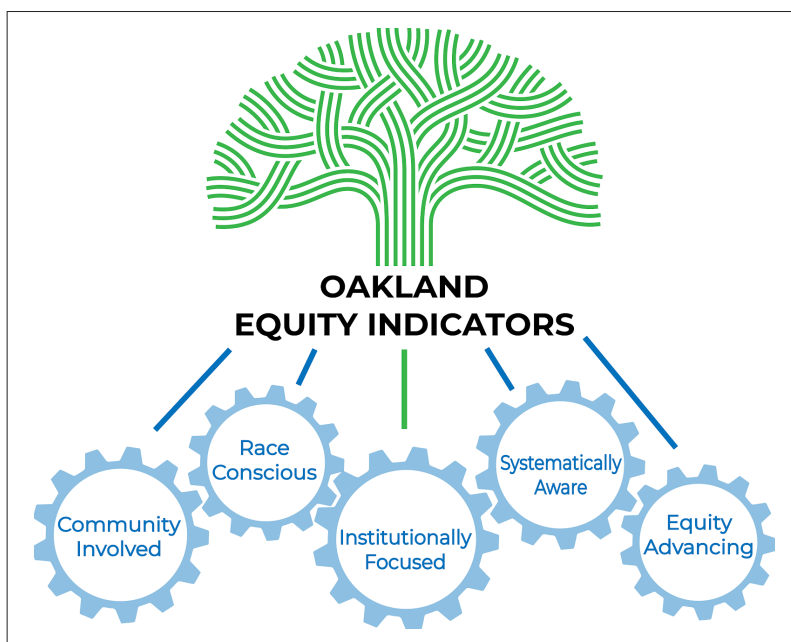 OAKLAND
EQUITY INDICATORS
Community
Involved
Race
Conscious
Institutionally
Focused
Systematically
Aware
Equity
Advancing